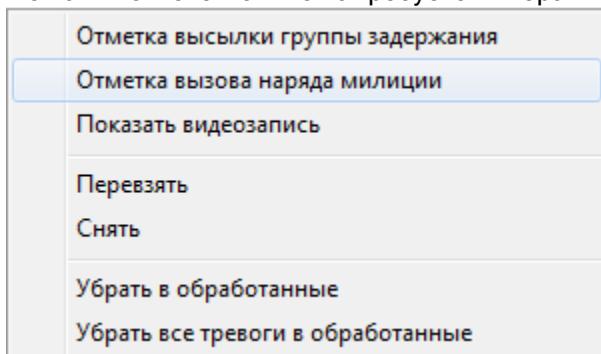 Отметка высылки группы задержания
Отметка вызова наряда милиции
Показать видеозапись
Перевзять
Снять
Убрать в обработанные
Убрать все тревоги в обработанные